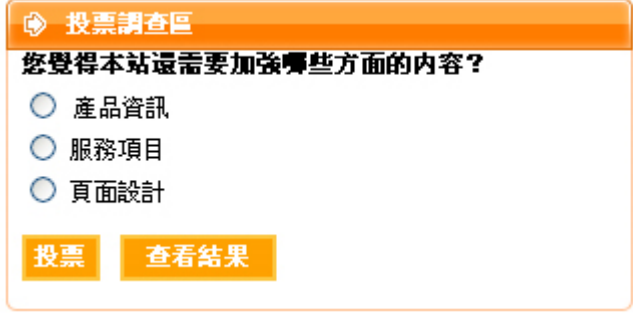 投票調查區
您覺得本站還需要加強哪些方面的內容？
產品資訊
服務項目
頁面設計
投票 查看結果